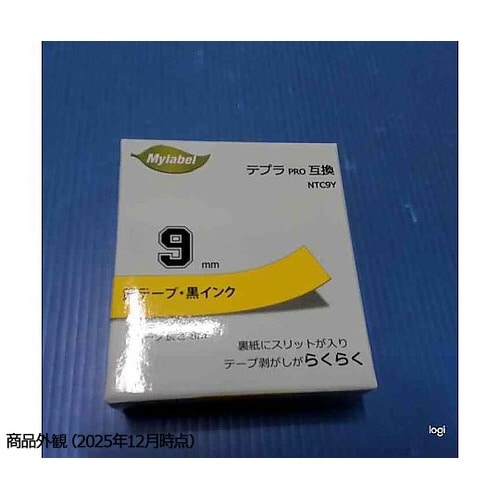 Mylabel
テプラ PRO 互換
NTC9Y
9 mm
テープ・黒インク
裏紙にスリットが入り
テープ剥がしがらくらく
logi
商品外観 (2025年12月時点)